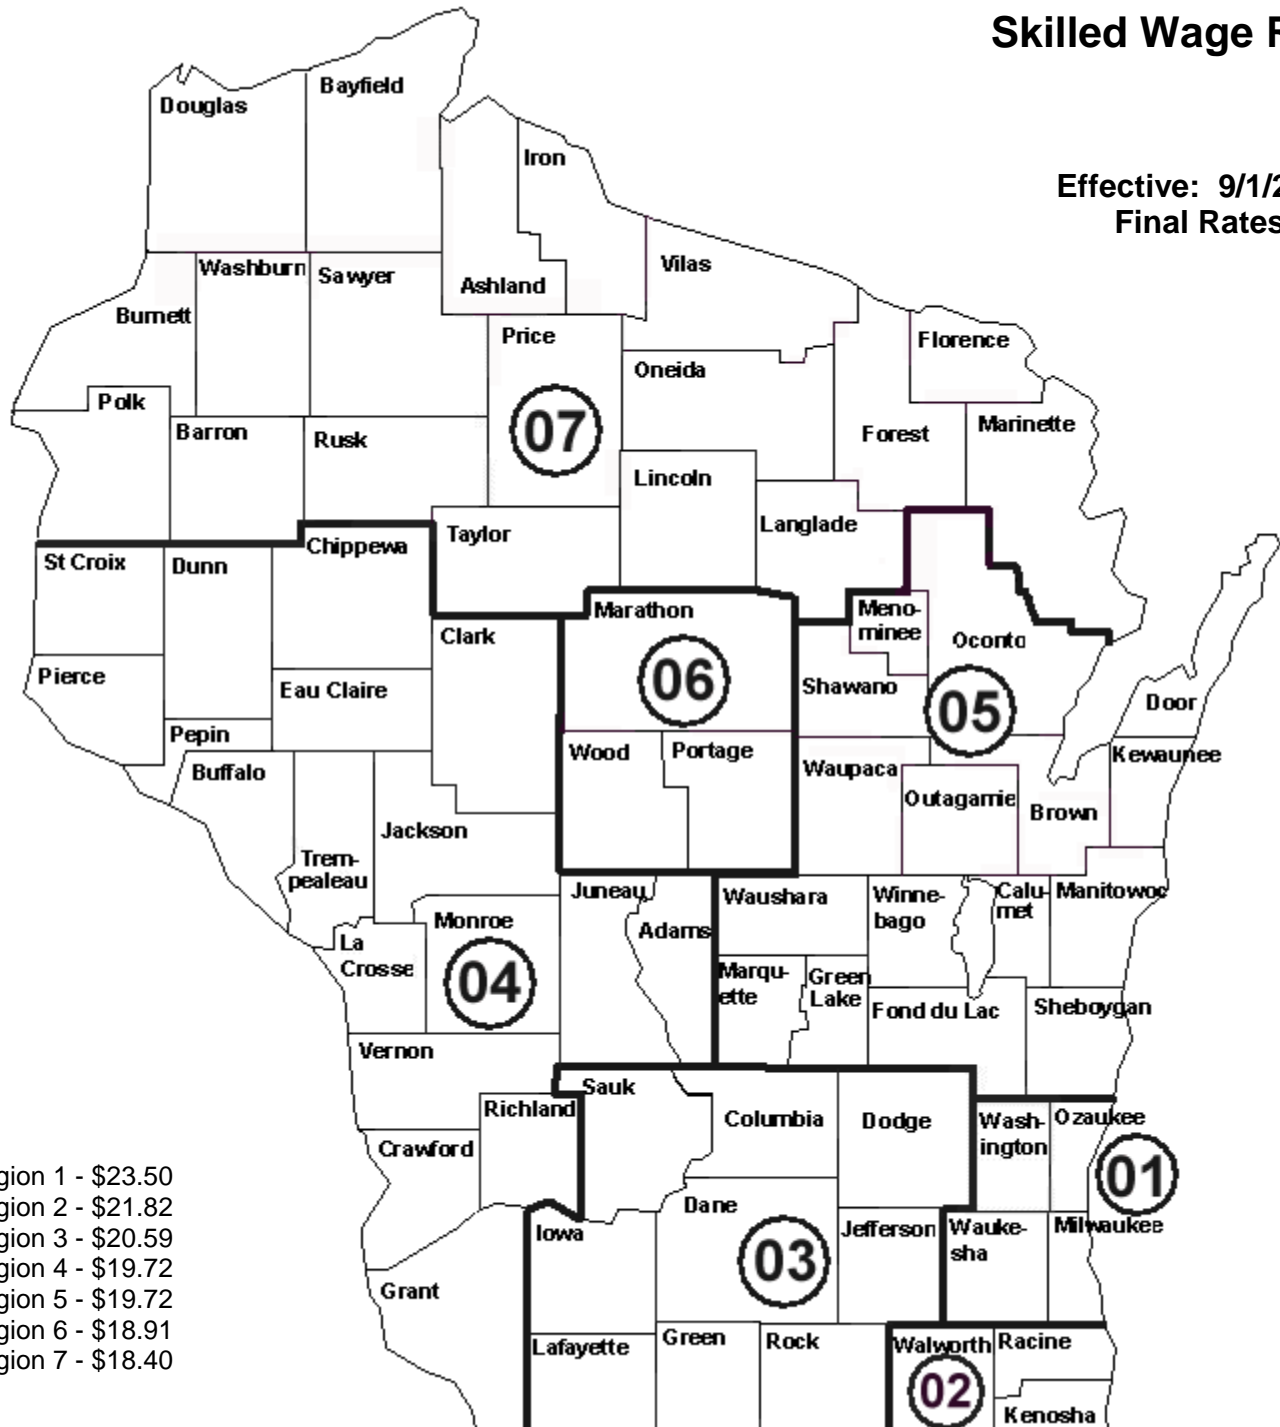 Skilled Wage R
Effective: 9/1/2
Final Rates
Douglas
Bayfield
Iron
Vilas
Washburn
Sawyer
Ashland
Burnett
Price
Florence
Oneida
Polk
Barron
Rusk
07
Forest
Marinette
Lincoln
Langlade
Taylor
Chippewa
St Croix
Dunn
Marathon
Meno-
minee
Clark
Oconto
Pierce
Eau Claire
06
Shawano
05
Door
Pepin
Buffalo
Wood
Portage
Waupaca
Kewaunee
Outagamie
Brown
Jackson
Trem-
pealeau
Juneau
Adams
Waushara
Winne-
bago
Calu-
met
Manitowoc
Monroe
La
Crosse
04
Marqu-
ette
Green
Lake
Fond du Lac
Sheboygan
Vernon
Sauk
Richland
Columbia
Dodge
Wash-
ington
Ozaukee
Crawford
01
Dane
Iowa
Jefferson
Wauke-
sha
Milwaukee
03
Grant
Lafayette
Green
Rock
Walworth
Racine
02
Kenosha
gion 1 - $23.50
gion 2 - $21.82
gion 3 - $20.59
gion 4 - $19.72
gion 5 - $19.72
gion 6 - $18.91
gion 7 - $18.40